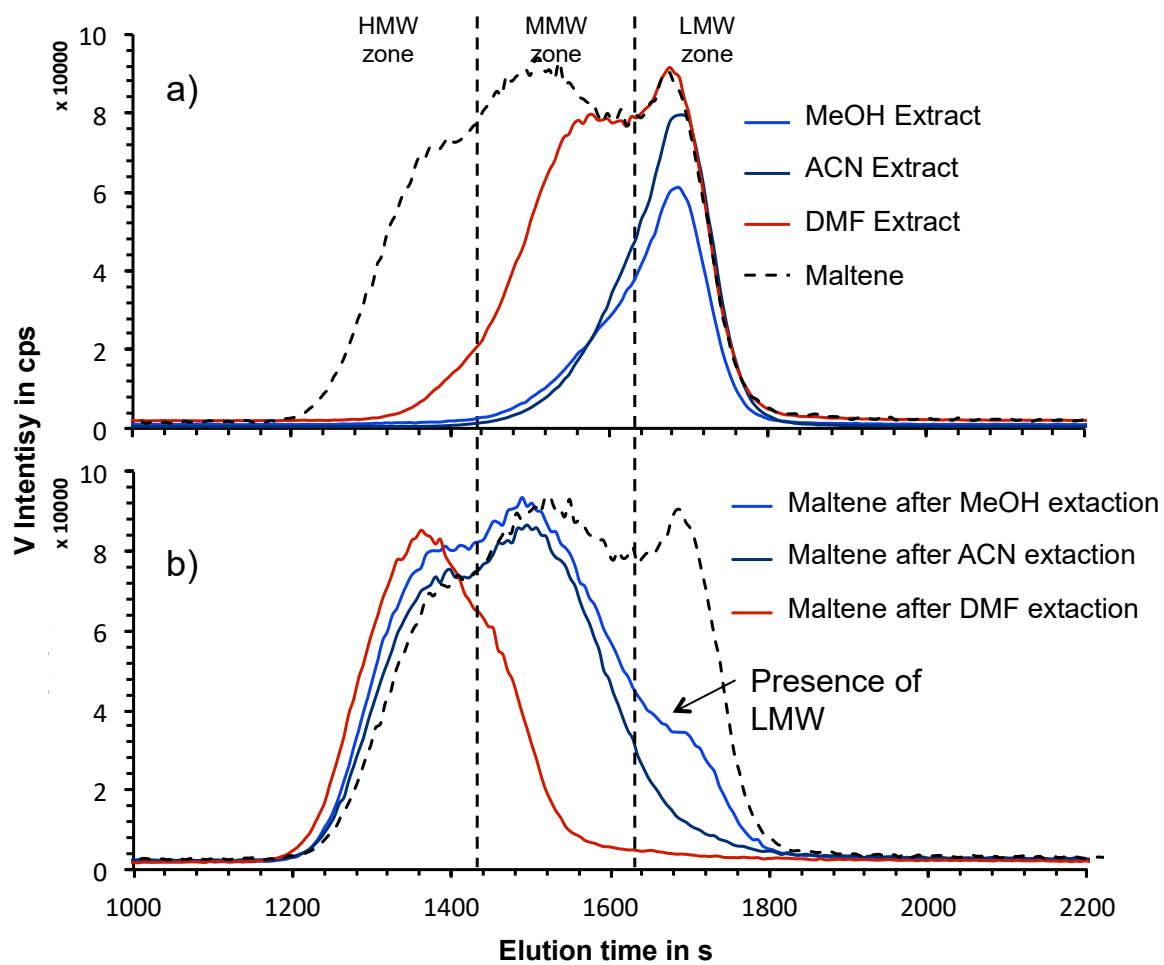 HMW
zone
MMW
zone
LMW
zone
x 10000
10
8
6
4
2
0
a)
MeOH Extract
ACN Extract
DMF Extract
Maltene
V Intentisy in cps
x 10000
10
8
6
4
2
0
b)
Maltene after MeOH extaction
Maltene after ACN extaction
Maltene after DMF extaction
Presence of
LMW
1000 1200 1400 1600 1800 2000 2200
Elution time in s